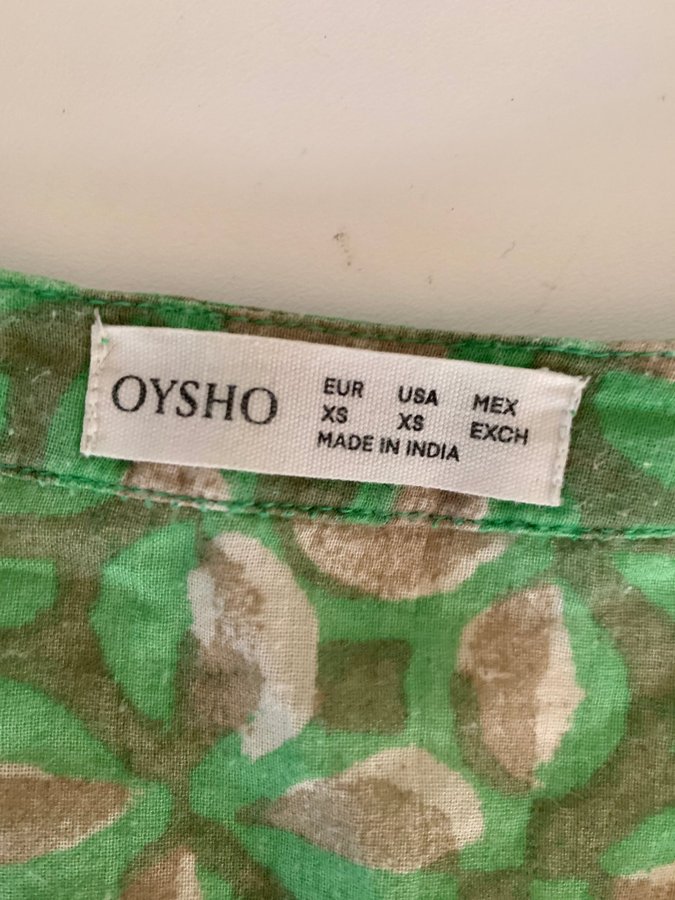 OYSHO
EUR USA MEX
XS XS EXCH
MADE IN INDIA